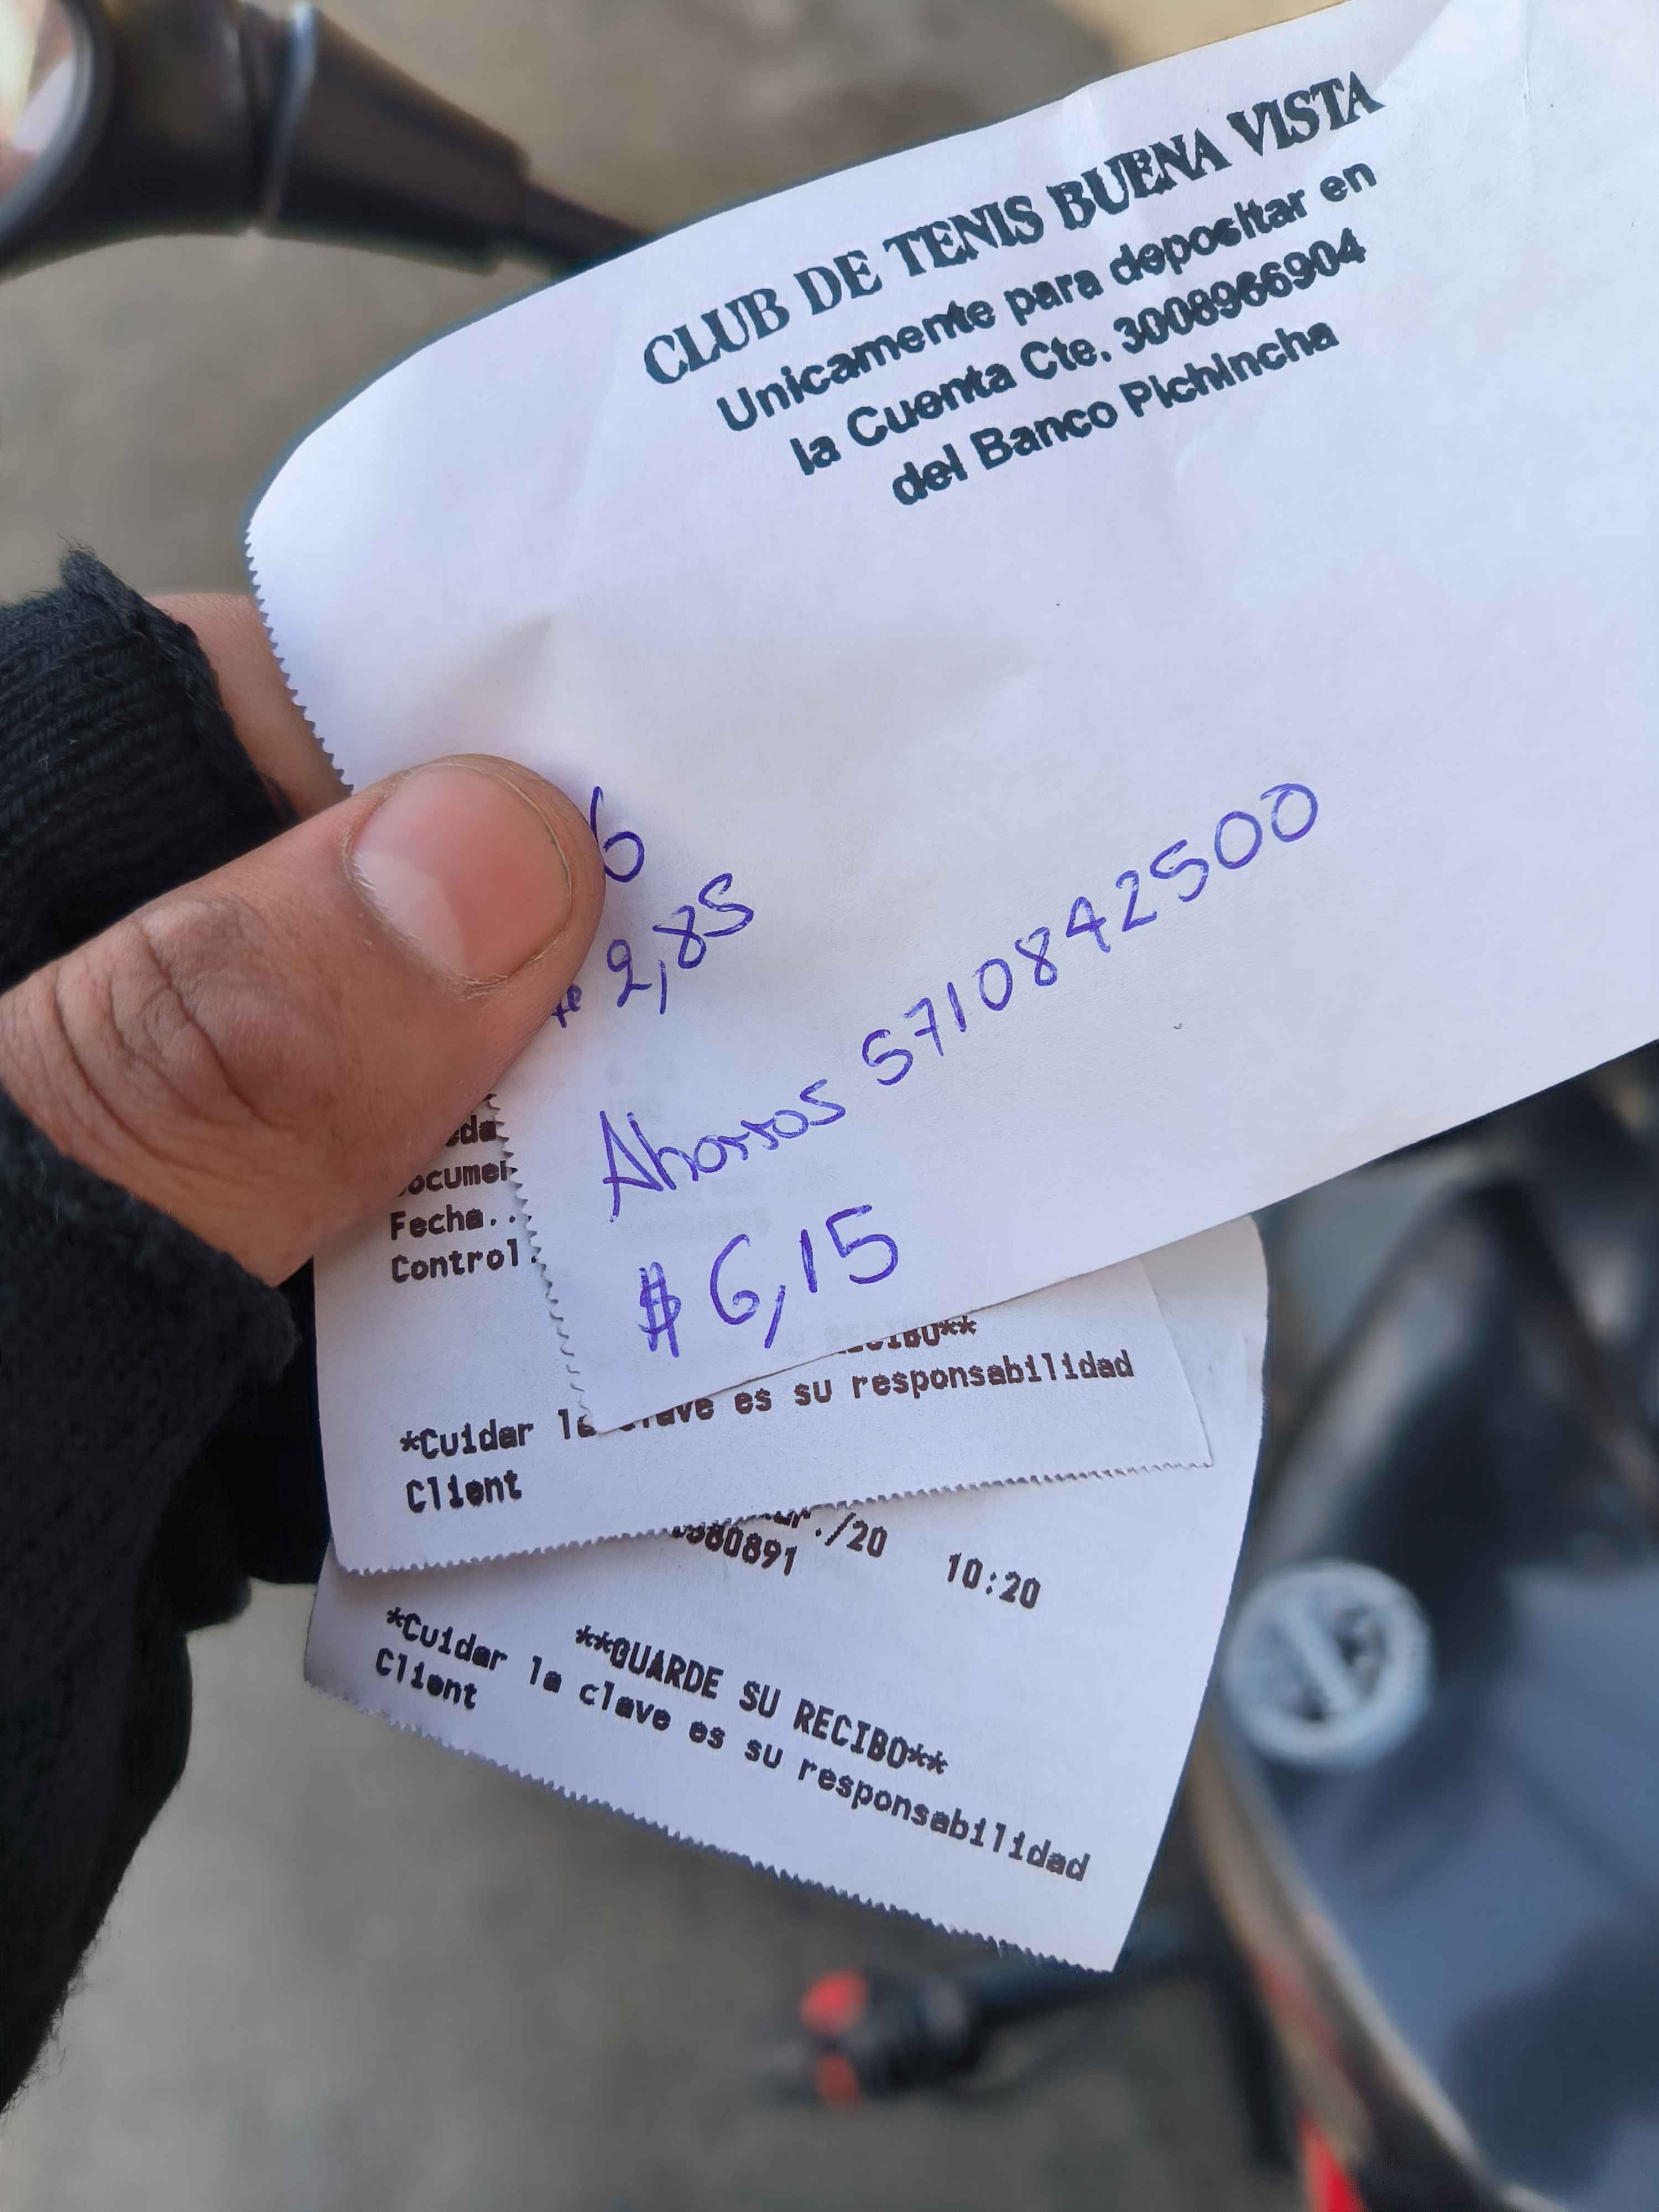 CLUB DE TENIS BUENA VISTA
Unicamente para depositar en
la Cuenta Cte. 3008966904
del Banco Pichincha
6
2,85
Ahorros 5710842500
$ 6,15
Fecha..
Control.
*Cuidar la clave es su responsabilidad
Client
/20 10:20
0380891
**GUARDE SU RECIBO**
*Cuidar la clave es su responsabilidad
Client